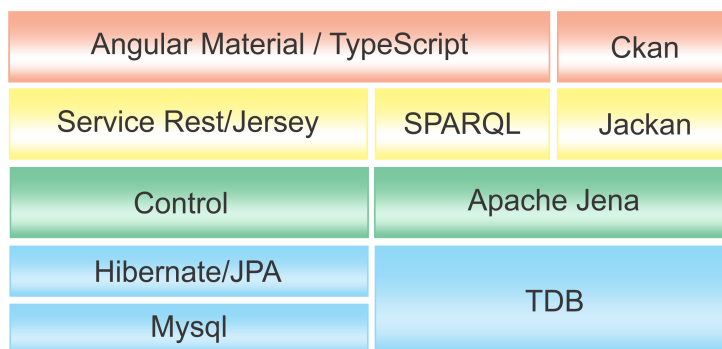 Angular Material / TypeScript
Ckan
Service Rest/Jersey
SPARQL
Jackan
Control
Apache Jena
Hibernate/JPA
TDB
Mysql